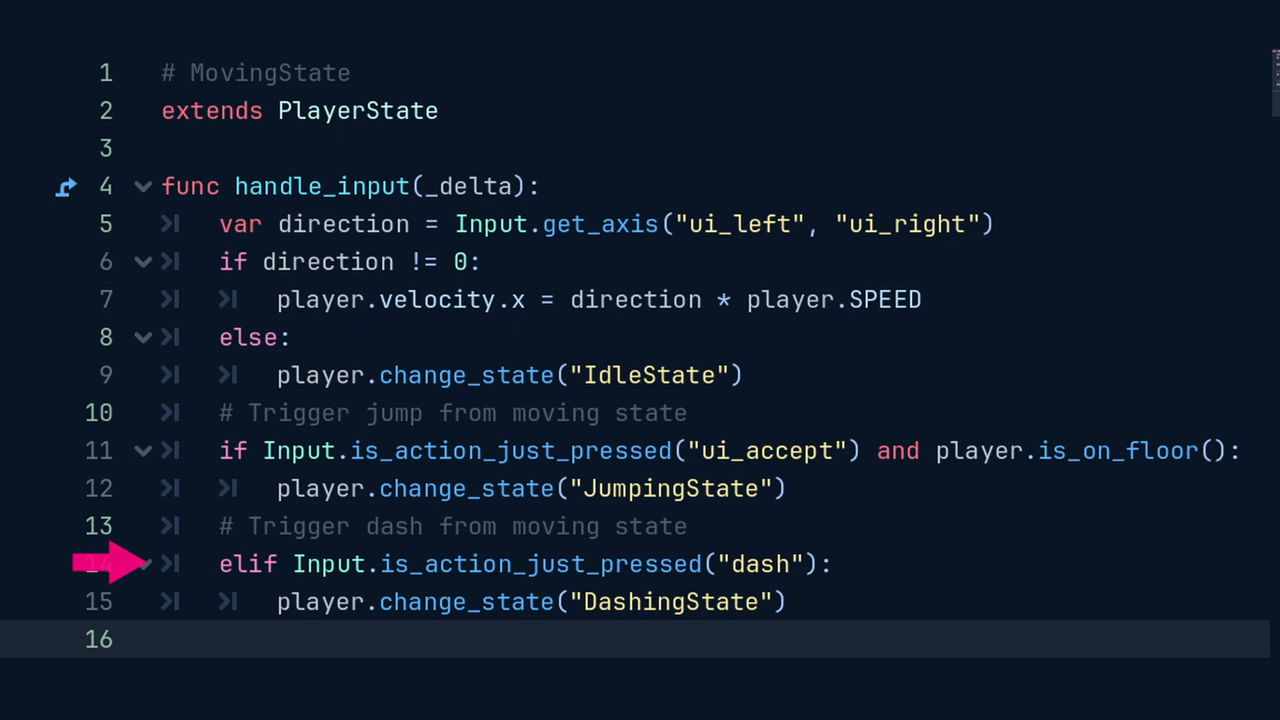 1 # MovingState
2 extends PlayerState
3
4 func handle_input(_delta):
5 var direction = Input.get_axis("ui_left", "ui_right")
6 if direction != 0:
7 player.velocity.x = direction * player.SPEED
8 else:
9 player.change_state("IdleState")
10 # Trigger jump from moving state
11 if Input.is_action_just_pressed("ui_accept") and player.is_on_floor():
12 player.change_state("JumpingState")
13 # Trigger dash from moving state
14 elif Input.is_action_just_pressed("dash"):
15 player.change_state("DashingState")
16